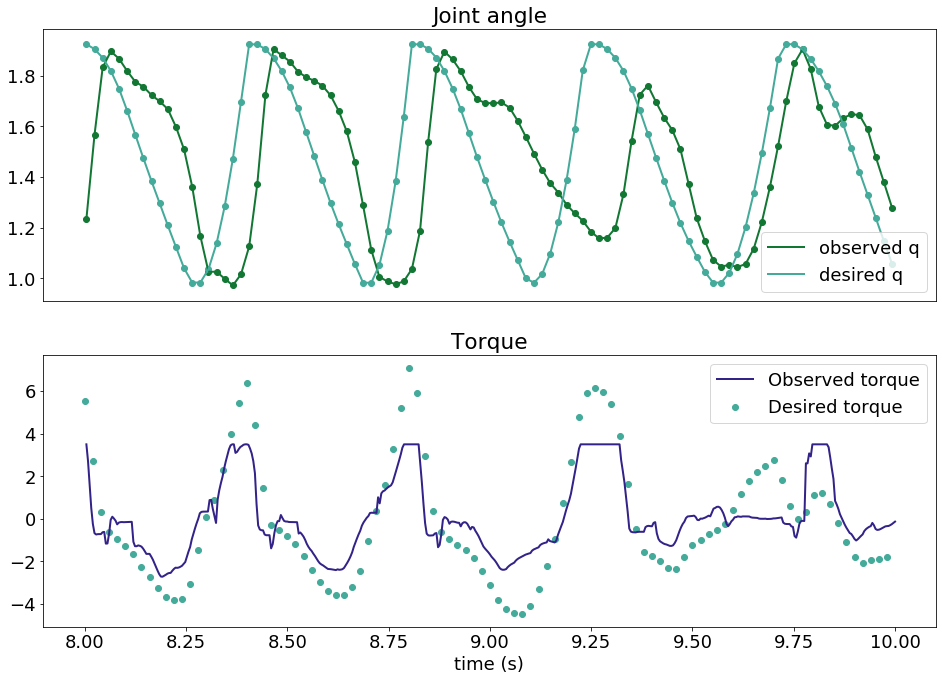 Joint angle
1.8
1.6
1.4
1.2
1.0
observed q
desired q
Torque
6
4
2
0
−2
−4
Observed torque
Desired torque
8.00 8.25 8.50 8.75 9.00 9.25 9.50 9.75 10.00
time (s)